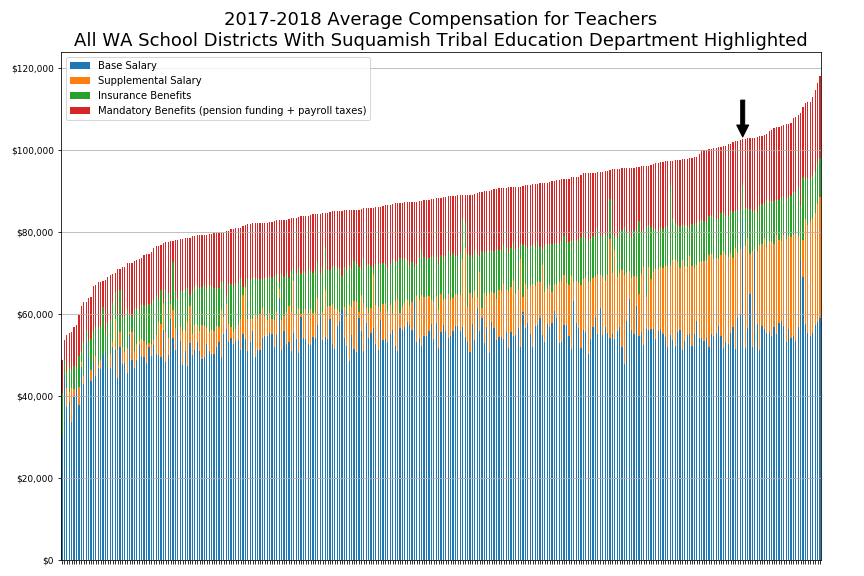 2017-2018 Average Compensation for Teachers
All WA School Districts With Suquamish Tribal Education Department Highlighted
Base Salary
Supplemental Salary
Insurance Benefits
Mandatory Benefits (pension funding + payroll taxes)
$120,000
$100,000
$80,000
$60,000
$40,000
$20,000
$0